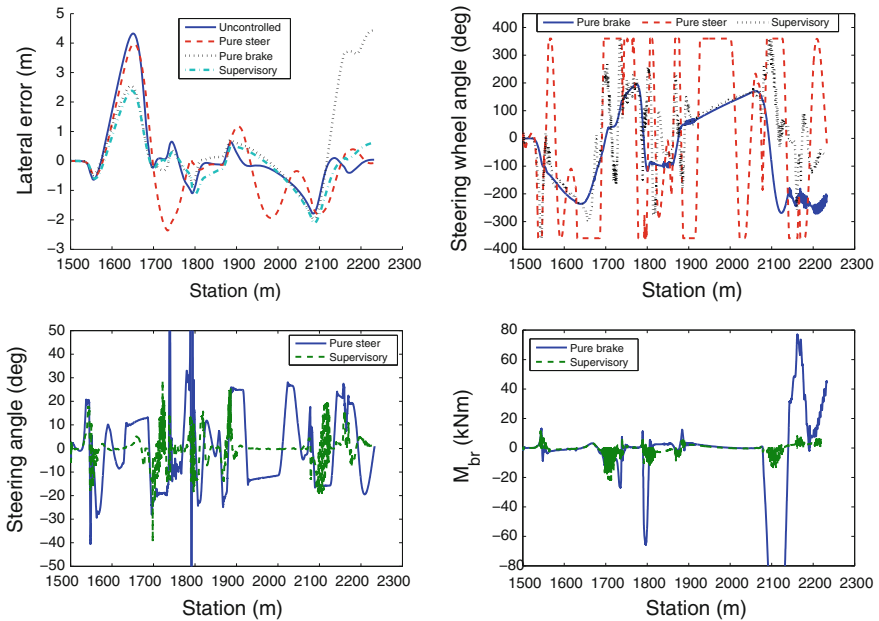 5
4
3
2
1
0
−1
−2
−3
1500 1600 1700 1800 1900 2000 2100 2200 2300
Lateral error (m)
Station (m)
Uncontrolled
Pure steer
Pure brake
Supervisory
400
300
200
100
0
−100
−200
−300
−400
1500 1600 1700 1800 1900 2000 2100 2200 2300
Steering wheel angle (deg)
Station (m)
Pure brake Pure steer Supervisory
50
40
30
20
10
0
−10
−20
−30
−40
−50
1500 1600 1700 1800 1900 2000 2100 2200 2300
Steering angle (deg)
Station (m)
Pure steer
Supervisory
80
60
40
20
0
−20
−40
−60
−80
1500 1600 1700 1800 1900 2000 2100 2200 2300
M_br (kNm)
Station (m)
Pure brake
Supervisory